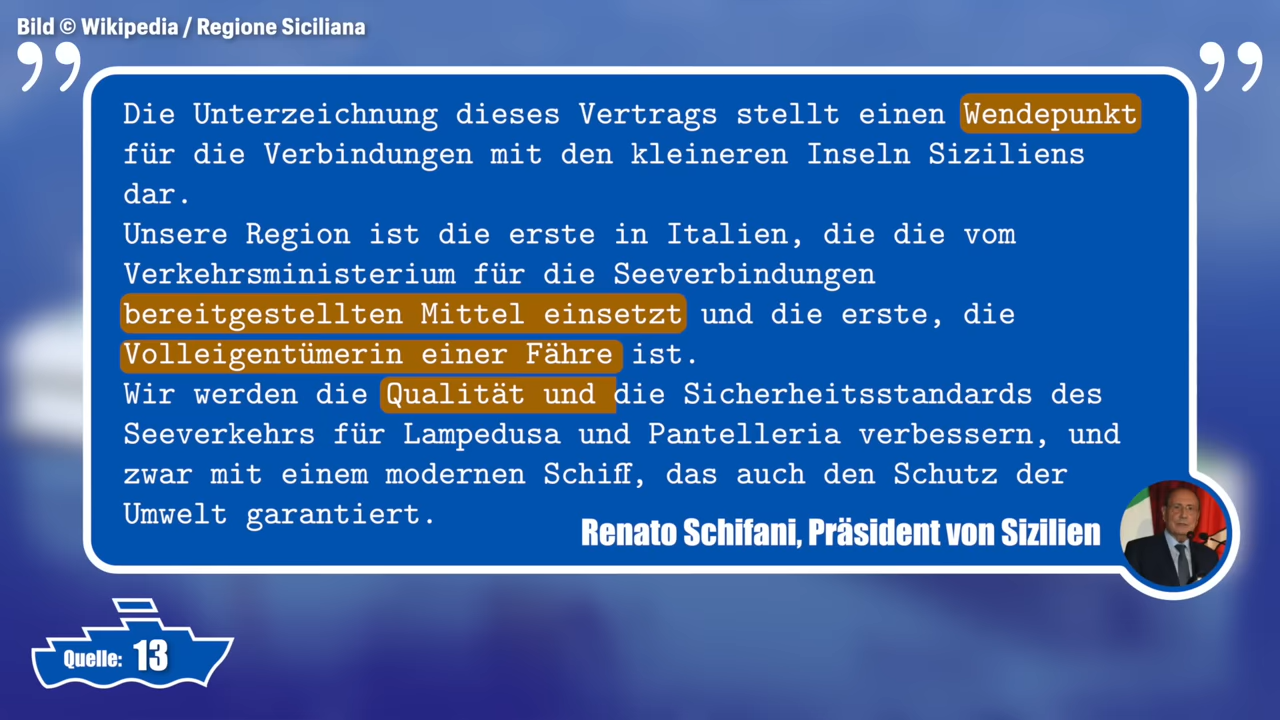 Bild © Wikipedia / Regione Siciliana
Die Unterzeichnung dieses Vertrags stellt einen Wendepunkt
für die Verbindungen mit den kleineren Inseln Siziliens
dar.
Unsere Region ist die erste in Italien, die die vom
Verkehrsministerium für die Seeverbindungen
bereitgestellten Mittel einsetzt und die erste, die
Volleigentümerin einer Fähre ist.
Wir werden die Qualität und die Sicherheitsstandards des
Seeverkehrs für Lampedusa und Pantelleria verbessern, und
zwar mit einem modernen Schiff, das auch den Schutz der
Umwelt garantiert.
Renato Schifani, Präsident von Sizilien
Quelle: 13